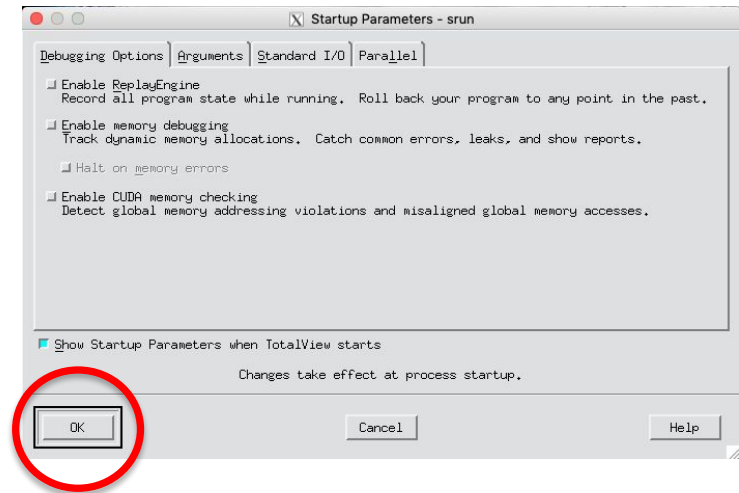 Startup Parameters - srun
Debugging Options Arguments Standard I/O Parallel
Enable ReplayEngine
Record all program state while running. Roll back your program to any point in the past.
Enable memory debugging
Track dynamic memory allocations. Catch common errors, leaks, and show reports.
Halt on memory errors
Enable CUDA memory checking
Detect global memory addressing violations and misaligned global memory accesses.
Show Startup Parameters when TotalView starts
Changes take effect at process startup.
OK Cancel Help